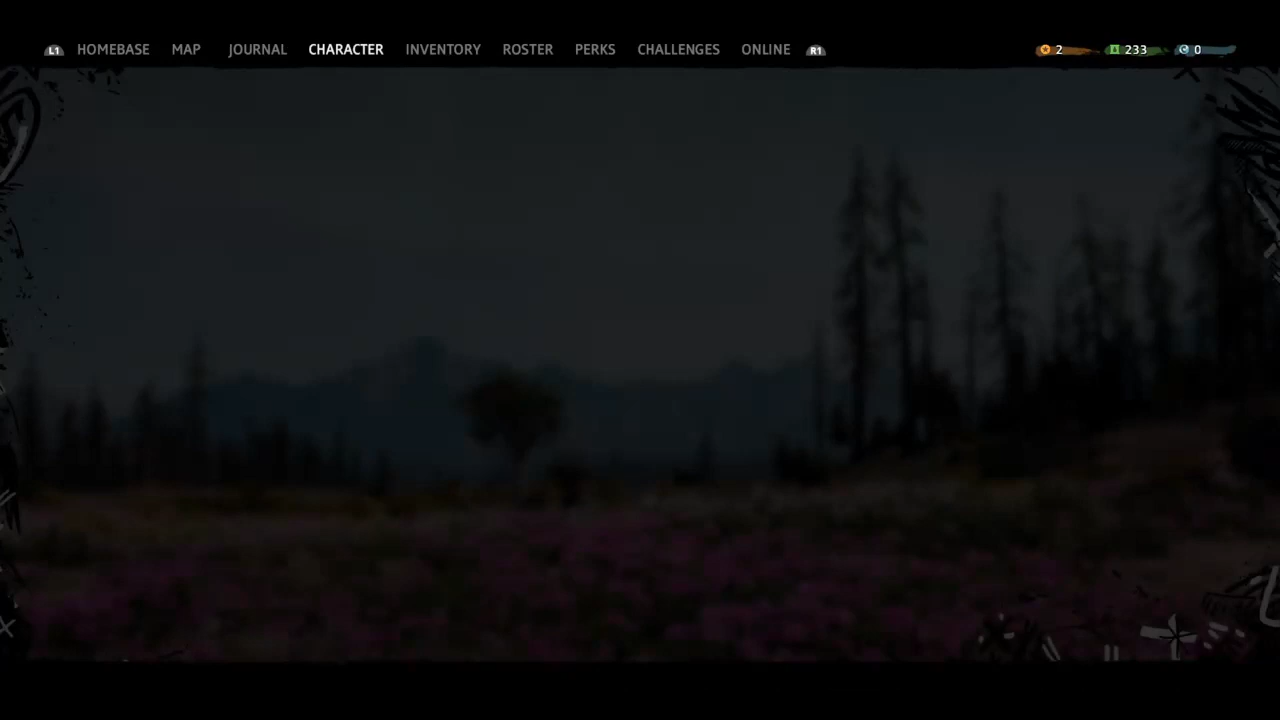 L1 HOMEBASE MAP JOURNAL CHARACTER INVENTORY ROSTER PERKS CHALLENGES ONLINE R1 2 233 0